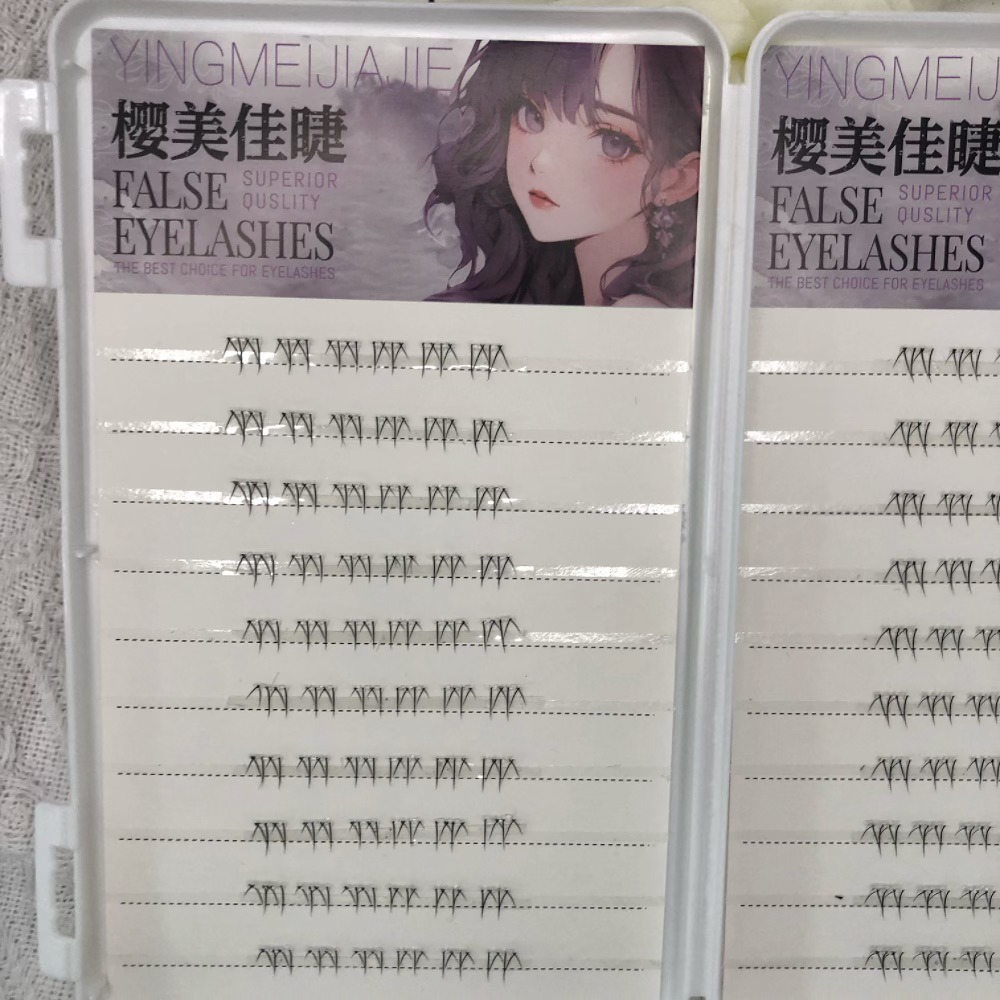 YINGMEIJIAJIE
樱美佳睫
FALSE
SUPERIOR
QUSLITY
EYELASHES
THE BEST CHOICE FOR EYELASHES
YINGMEIJ
樱美佳睫
FALSE
SUPERIOR
QUSLITY
EYELASHES
THE BEST CHOICE FOR EYELASHES